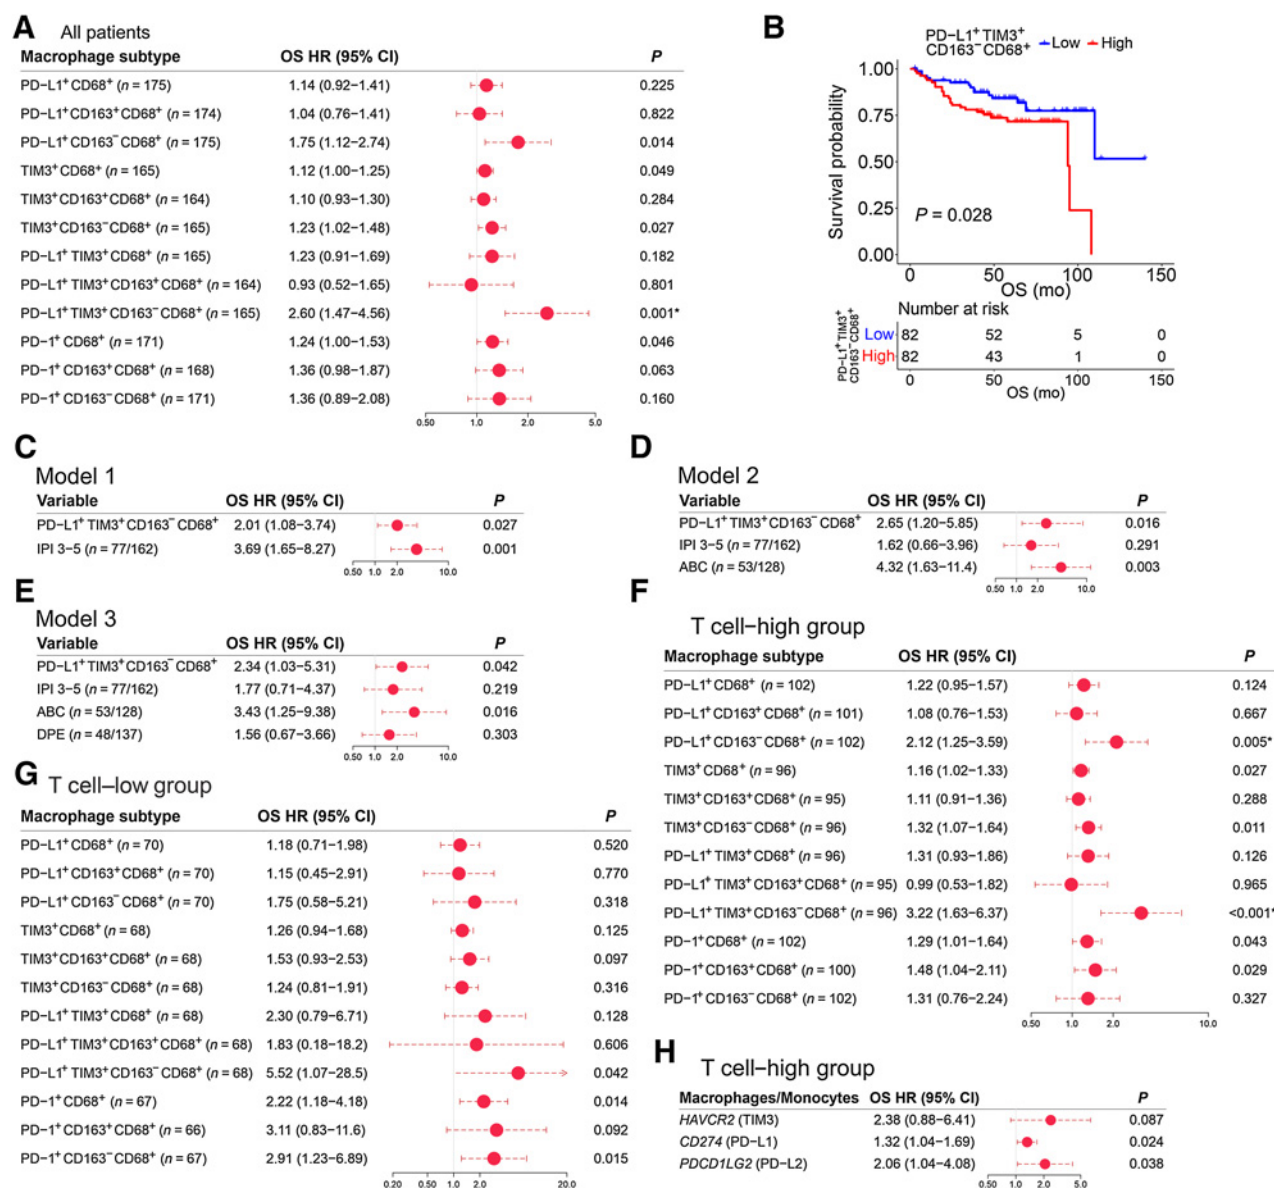 A
All patients
Macrophage subtype OS HR (95% CI) P
PD−L1⁺CD68⁺ (n = 175) 1.14 (0.92−1.41) 0.225
PD−L1⁺CD163⁺CD68⁺ (n = 174) 1.04 (0.76−1.41) 0.822
PD−L1⁺CD163⁻CD68⁺ (n = 175) 1.75 (1.12−2.74) 0.014
TIM3⁺CD68⁺ (n = 165) 1.12 (1.00−1.25) 0.049
TIM3⁺CD163⁺CD68⁺ (n = 164) 1.10 (0.93−1.30) 0.284
TIM3⁺CD163⁻CD68⁺ (n = 165) 1.23 (1.02−1.48) 0.027
PD−L1⁺TIM3⁺CD68⁺ (n = 165) 1.23 (0.91−1.69) 0.182
PD−L1⁺TIM3⁺CD163⁺CD68⁺ (n = 164) 0.93 (0.52−1.65) 0.801
PD−L1⁺TIM3⁺CD163⁻CD68⁺ (n = 165) 2.60 (1.47−4.56) 0.001*
PD−1⁺CD68⁺ (n = 171) 1.24 (1.00−1.53) 0.046
PD−1⁺CD163⁺CD68⁺ (n = 168) 1.36 (0.98−1.87) 0.063
PD−1⁺CD163⁻CD68⁺ (n = 171) 1.36 (0.89−2.08) 0.160
0.50 1.0 2.0 5.0
B
PD−L1⁺TIM3⁺
CD163⁻CD68⁺ Low High
Survival probability
1.00
0.75
0.50
0.25
0.00
P = 0.028
0 50 100 150
OS (mo)
Number at risk
PD−L1⁺TIM3⁺
CD163⁻CD68⁺
Low 82 52 5 0
High 82 43 1 0
0 50 100 150
OS (mo)
C
Model 1
Variable OS HR (95% CI) P
PD−L1⁺TIM3⁺CD163⁻CD68⁺ 2.01 (1.08−3.74) 0.027
IPI 3−5 (n = 77/162) 3.69 (1.65−8.27) 0.001
0.50 1.0 2.0 10.0
D
Model 2
Variable OS HR (95% CI) P
PD−L1⁺TIM3⁺CD163⁻CD68⁺ 2.65 (1.20−5.85) 0.016
IPI 3−5 (n = 77/162) 1.62 (0.66−3.96) 0.291
ABC (n = 53/128) 4.32 (1.63−11.4) 0.003
0.50 1.0 2.0 10.0
E
Model 3
Variable OS HR (95% CI) P
PD−L1⁺TIM3⁺CD163⁻CD68⁺ 2.34 (1.03−5.31) 0.042
IPI 3−5 (n = 77/162) 1.77 (0.71−4.37) 0.219
ABC (n = 53/128) 3.43 (1.25−9.38) 0.016
DPE (n = 48/137) 1.56 (0.67−3.66) 0.303
0.50 1.0 2.0 10.0
F
T cell–high group
Macrophage subtype OS HR (95% CI) P
PD−L1⁺CD68⁺ (n = 102) 1.22 (0.95−1.57) 0.124
PD−L1⁺CD163⁺CD68⁺ (n = 101) 1.08 (0.76−1.53) 0.667
PD−L1⁺CD163⁻CD68⁺ (n = 102) 2.12 (1.25−3.59) 0.005*
TIM3⁺CD68⁺ (n = 96) 1.16 (1.02−1.33) 0.027
TIM3⁺CD163⁺CD68⁺ (n = 95) 1.11 (0.91−1.36) 0.288
TIM3⁺CD163⁻CD68⁺ (n = 96) 1.32 (1.07−1.64) 0.011
PD−L1⁺TIM3⁺CD68⁺ (n = 96) 1.31 (0.93−1.86) 0.126
PD−L1⁺TIM3⁺CD163⁺CD68⁺ (n = 95) 0.99 (0.53−1.82) 0.965
PD−L1⁺TIM3⁺CD163⁻CD68⁺ (n = 96) 3.22 (1.63−6.37) <0.001*
PD−1⁺CD68⁺ (n = 102) 1.29 (1.01−1.64) 0.043
PD−1⁺CD163⁺CD68⁺ (n = 100) 1.48 (1.04−2.11) 0.029
PD−1⁺CD163⁻CD68⁺ (n = 102) 1.31 (0.76−2.24) 0.327
0.50 1.0 2.0 10.0
G
T cell–low group
Macrophage subtype OS HR (95% CI) P
PD−L1⁺CD68⁺ (n = 70) 1.18 (0.71−1.98) 0.520
PD−L1⁺CD163⁺CD68⁺ (n = 70) 1.15 (0.45−2.91) 0.770
PD−L1⁺CD163⁻CD68⁺ (n = 70) 1.75 (0.58−5.21) 0.318
TIM3⁺CD68⁺ (n = 68) 1.26 (0.94−1.68) 0.125
TIM3⁺CD163⁺CD68⁺ (n = 68) 1.53 (0.93−2.53) 0.097
TIM3⁺CD163⁻CD68⁺ (n = 68) 1.24 (0.81−1.91) 0.316
PD−L1⁺TIM3⁺CD68⁺ (n = 68) 2.30 (0.79−6.71) 0.128
PD−L1⁺TIM3⁺CD163⁺CD68⁺ (n = 68) 1.83 (0.18−18.2) 0.606
PD−L1⁺TIM3⁺CD163⁻CD68⁺ (n = 68) 5.52 (1.07−28.5) 0.042
PD−1⁺CD68⁺ (n = 67) 2.22 (1.18−4.18) 0.014
PD−1⁺CD163⁺CD68⁺ (n = 66) 3.11 (0.83−11.6) 0.092
PD−1⁺CD163⁻CD68⁺ (n = 67) 2.91 (1.23−6.89) 0.015
0.20 0.50 1.0 2.0 20.0
H
T cell–high group
Macrophages/Monocytes OS HR (95% CI) P
HAVCR2 (TIM3) 2.38 (0.88−6.41) 0.087
CD274 (PD−L1) 1.32 (1.04−1.69) 0.024
PDCD1LG2 (PD−L2) 2.06 (1.04−4.08) 0.038
0.50 1.0 2.0 5.0